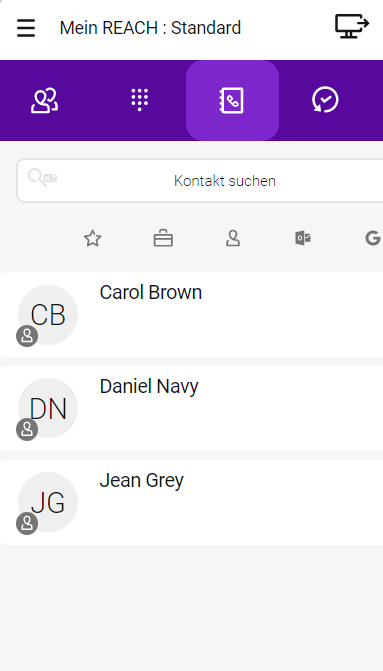 Mein REACH : Standard
Kontakt suchen
CB
Carol Brown
DN
Daniel Navy
JG
Jean Grey